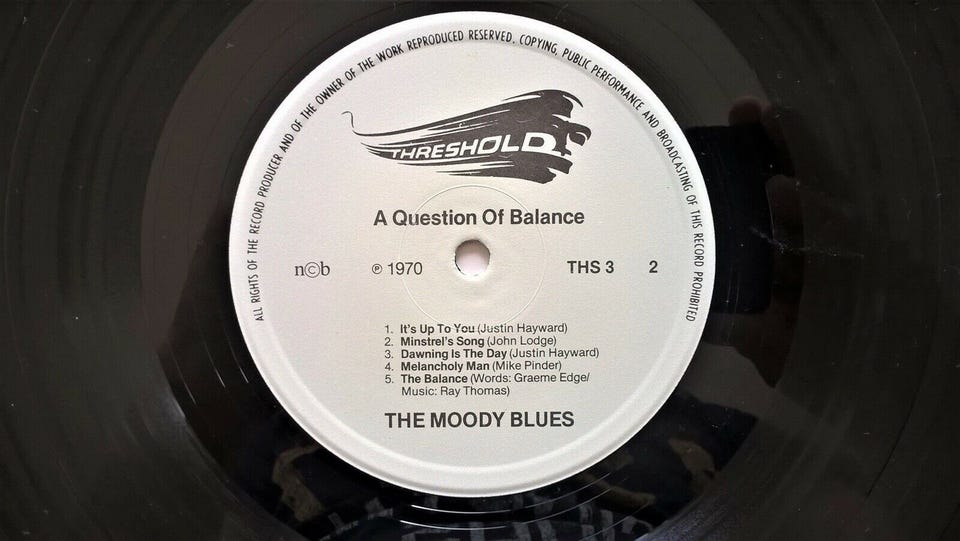 ALL RIGHTS OF THE RECORD PRODUCER AND OF THE OWNER OF THE WORK REPRODUCED RESERVED. COPYING, PUBLIC PERFORMANCE AND BROADCASTING OF THIS RECORD PROHIBITED
THRESHOLD
A Question Of Balance
n©b ℗ 1970 THS 3 2
1. It's Up To You (Justin Hayward)
2. Minstrel's Song (John Lodge)
3. Dawning Is The Day (Justin Hayward)
4. Melancholy Man (Mike Pinder)
5. The Balance (Words: Graeme Edge/
Music: Ray Thomas)
THE MOODY BLUES